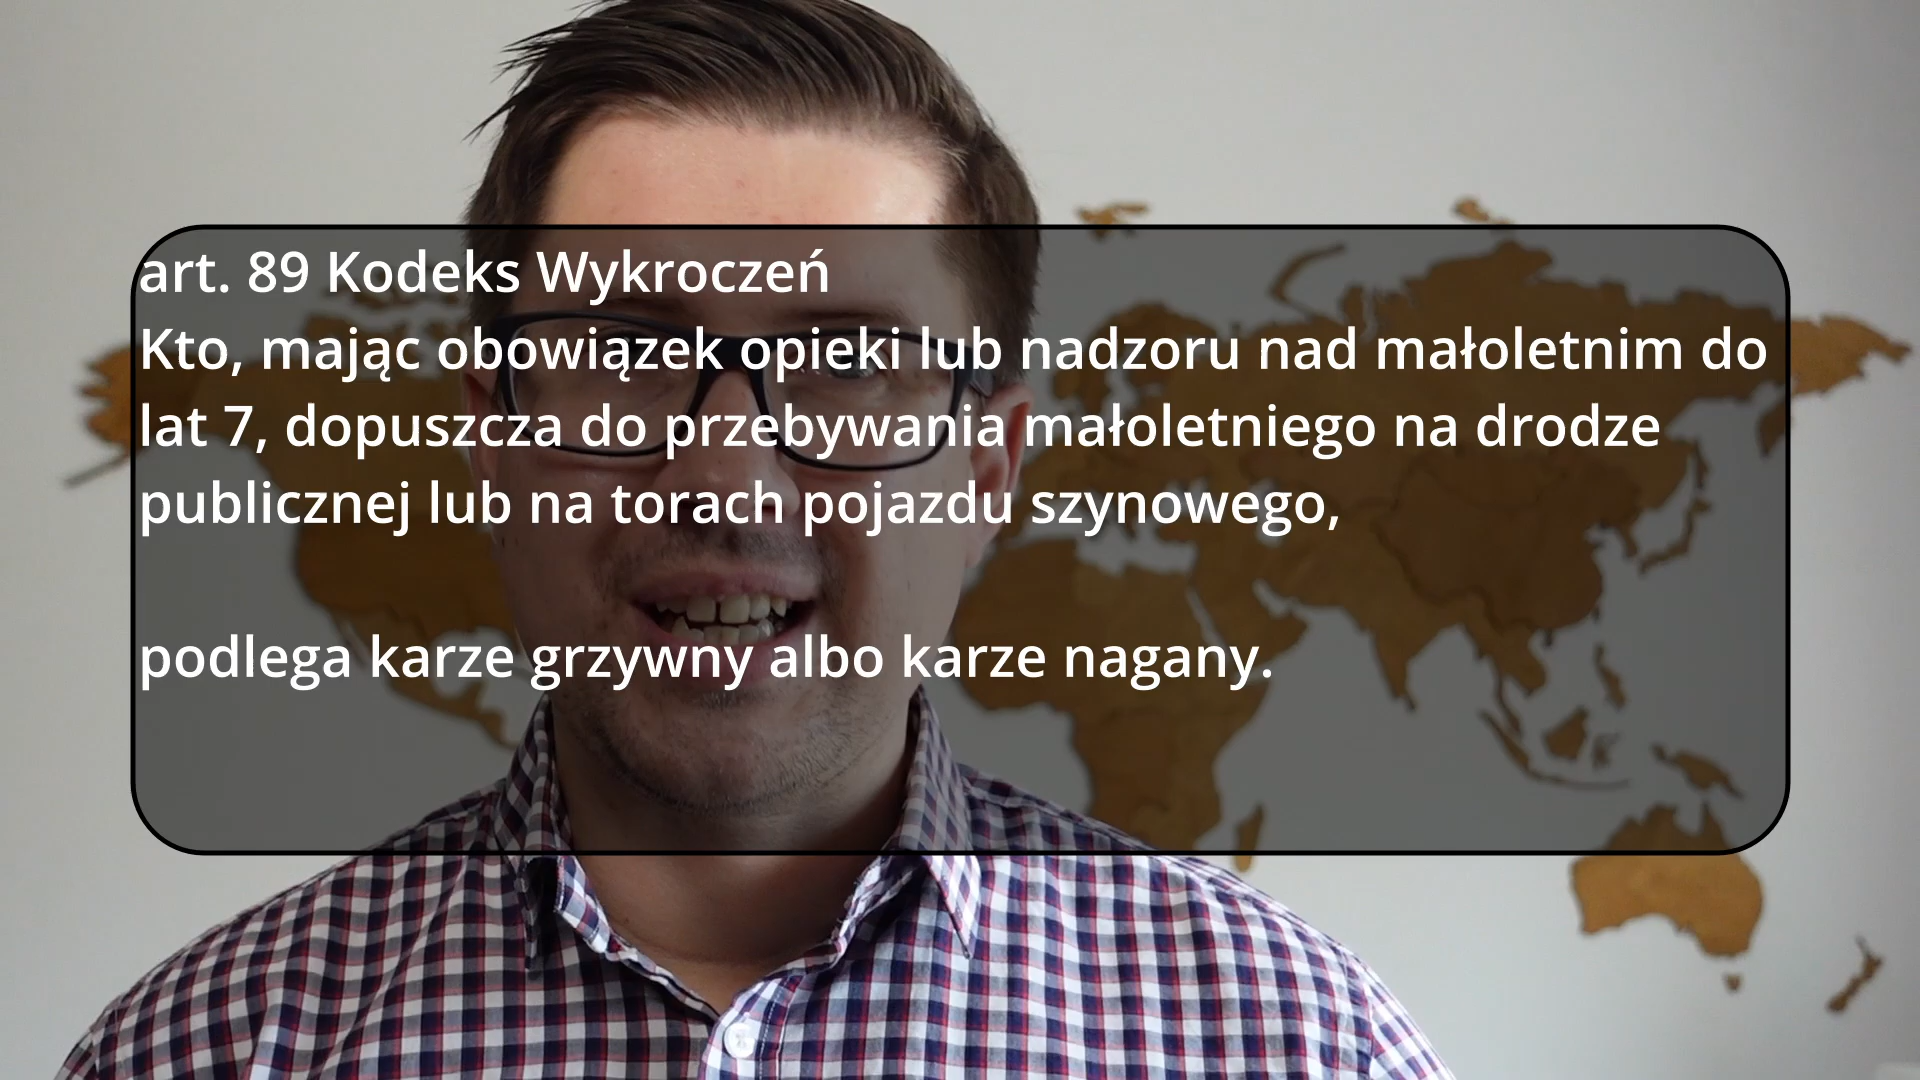 art. 89 Kodeks Wykroczeń
Kto, mając obowiązek opieki lub nadzoru nad małoletnim do
lat 7, dopuszcza do przebywania małoletniego na drodze
publicznej lub na torach pojazdu szynowego,
podlega karze grzywny albo karze nagany.